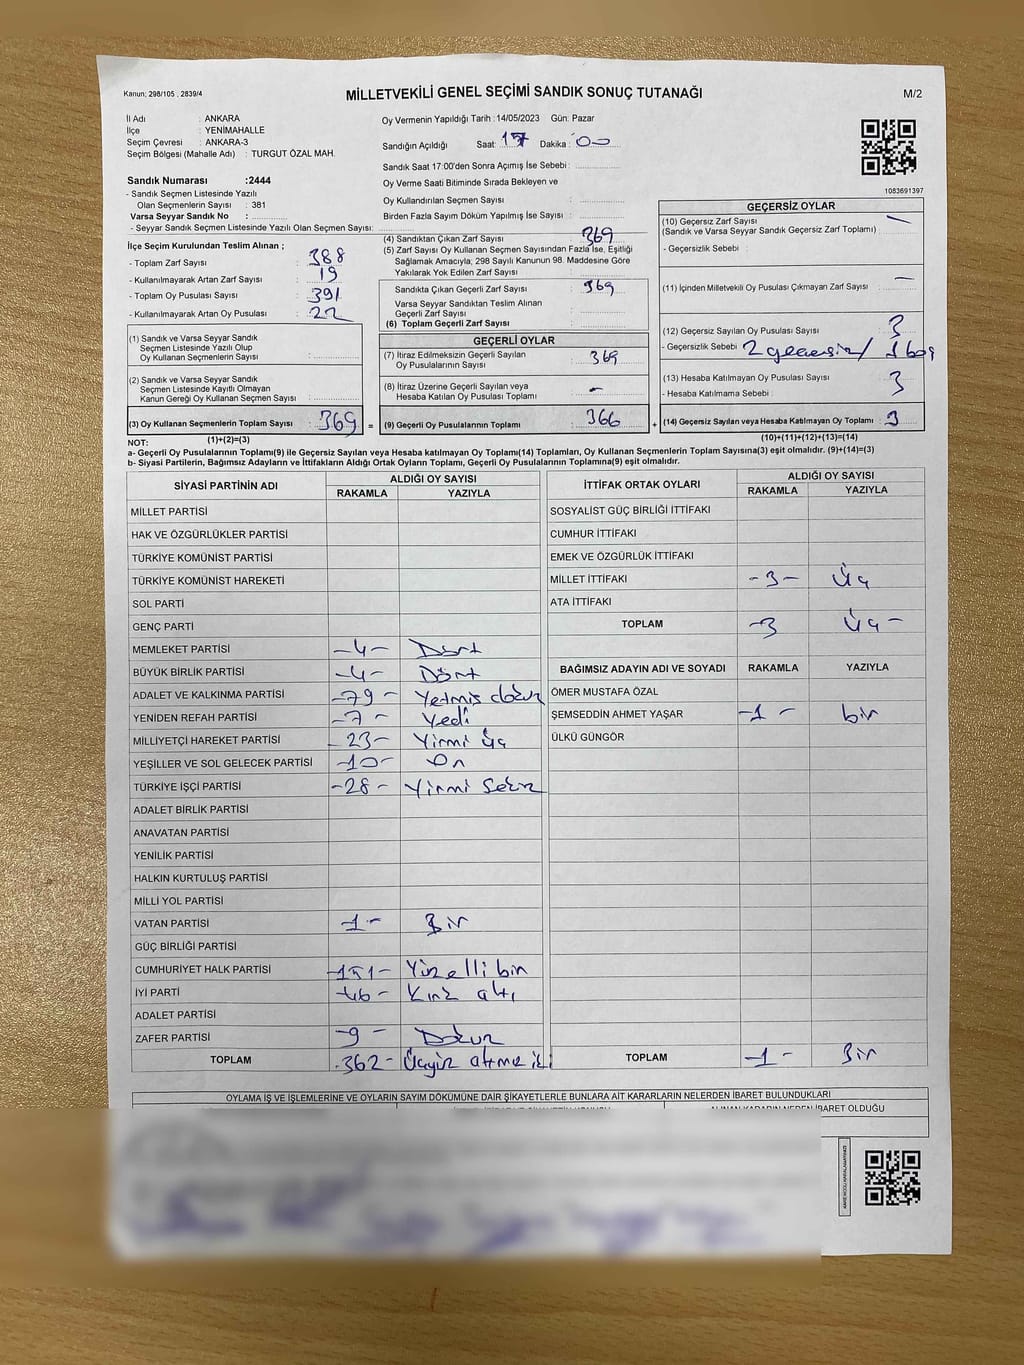 Kanun; 298/105 , 2839/4
MİLLETVEKİLİ GENEL SEÇİMİ SANDIK SONUÇ TUTANAĞI
M/2
İl Adı : ANKARA
İlçe : YENİMAHALLE
Seçim Çevresi : ANKARA-3
Seçim Bölgesi (Mahalle Adı) : TURGUT ÖZAL MAH.
Oy Vermenin Yapıldığı Tarih : 14/05/2023 Gün: Pazar
Sandığın Açıldığı Saat: 17 Dakika : 00
Sandık Saat 17:00'den Sonra Açımış İse Sebebi:
Oy Verme Saati Bitiminde Sırada Bekleyen ve
Oy Kullandırılan Seçmen Sayısı :
Birden Fazla Sayım Döküm Yapılmış İse Sayısı :
1083691397
Sandık Numarası :2444
- Sandık Seçmen Listesinde Yazılı
Olan Seçmenlerin Sayısı : 381
Varsa Seyyar Sandık No :
- Seyyar Sandık Seçmen Listesinde Yazılı Olan Seçmen Sayısı:
İlçe Seçim Kurulundan Teslim Alınan ;
- Toplam Zarf Sayısı : 388
- Kullanılmayarak Artan Zarf Sayısı : 19
- Toplam Oy Pusulası Sayısı : 391
- Kullanılmayarak Artan Oy Pusulası : 22
(1) Sandık ve Varsa Seyyar Sandık
Seçmen Listesinde Yazılı Olup
Oy Kullanan Seçmenlerin Sayısı :
(2) Sandık ve Varsa Seyyar Sandık
Seçmen Listesinde Kayıtlı Olmayan
Kanun Gereği Oy Kullanan Seçmen Sayısı :
(3) Oy Kullanan Seçmenlerin Toplam Sayısı : 369 =
(1)+(2)=(3)
(4) Sandıktan Çıkan Zarf Sayısı : 369
(5) Zarf Sayısı Oy Kullanan Seçmen Sayısından Fazla İse, Eşitliği
Sağlamak Amacıyla; 298 Sayılı Kanunun 98. Maddesine Göre
Yakılarak Yok Edilen Zarf Sayısı :
Sandıkta Çıkan Geçerli Zarf Sayısı : 369
Varsa Seyyar Sandıktan Teslim Alınan
Geçerli Zarf Sayısı :
(6) Toplam Geçerli Zarf Sayısı :
GEÇERLİ OYLAR
(7) İtiraz Edilmeksizin Geçerli Sayılan
Oy Pusulalarının Sayısı : 369
(8) İtiraz Üzerine Geçerli Sayılan veya
Hesaba Katılan Oy Pusulası Toplamı : -
(9) Geçerli Oy Pusulalarının Toplamı : 366 +
GEÇERSİZ OYLAR
(10) Geçersiz Zarf Sayısı : -
(Sandık ve Varsa Seyyar Sandık Geçersiz Zarf Toplamı)
- Geçersizlik Sebebi :
(11) İçinden Milletvekili Oy Pusulası Çıkmayan Zarf Sayısı : -
(12) Geçersiz Sayılan Oy Pusulası Sayısı : 3
- Geçersizlik Sebebi : 2 geçersiz / 1 boş
(13) Hesaba Katılmayan Oy Pusulası Sayısı : 3
- Hesaba Katılmama Sebebi :
(14) Geçersiz Sayılan veya Hesaba Katılmayan Oy Toplamı : 3
(10)+(11)+(12)+(13)=(14)
NOT:
a- Geçerli Oy Pusulalarının Toplamı(9) ile Geçersiz Sayılan veya Hesaba katılmayan Oy Toplamı(14) Toplamları, Oy Kullanan Seçmenlerin Toplam Sayısına(3) eşit olmalıdır. (9)+(14)=(3)
b- Siyasi Partilerin, Bağımsız Adayların ve İttifakların Aldığı Ortak Oyların Toplamı, Geçerli Oy Pusulalarının Toplamına(9) eşit olmalıdır.
SİYASİ PARTİNİN ADI ALDIĞI OY SAYISI
RAKAMLA YAZIYLA
MİLLET PARTİSİ
HAK VE ÖZGÜRLÜKLER PARTİSİ
TÜRKİYE KOMÜNİST PARTİSİ
TÜRKİYE KOMÜNİST HAREKETİ
SOL PARTİ
GENÇ PARTİ
MEMLEKET PARTİSİ -4- Dört
BÜYÜK BİRLİK PARTİSİ -4- Dört
ADALET VE KALKINMA PARTİSİ -79- Yetmiş dokuz
YENİDEN REFAH PARTİSİ -7- Yedi
MİLLİYETÇİ HAREKET PARTİSİ -23- Yirmi üç
YEŞİLLER VE SOL GELECEK PARTİSİ -10- On
TÜRKİYE İŞÇİ PARTİSİ -28- Yirmi Sekiz
ADALET BİRLİK PARTİSİ
ANAVATAN PARTİSİ
YENİLİK PARTİSİ
HALKIN KURTULUŞ PARTİSİ
MİLLİ YOL PARTİSİ
VATAN PARTİSİ -1- Bir
GÜÇ BİRLİĞİ PARTİSİ
CUMHURİYET HALK PARTİSİ -151- Yüzelli bir
İYİ PARTİ -46- Kırk altı
ADALET PARTİSİ
ZAFER PARTİSİ -9- Dokuz
TOPLAM -362- Üçyüz atmış iki
İTTİFAK ORTAK OYLARI ALDIĞI OY SAYISI
RAKAMLA YAZIYLA
SOSYALİST GÜÇ BİRLİĞİ İTTİFAKI
CUMHUR İTTİFAKI
EMEK VE ÖZGÜRLÜK İTTİFAKI
MİLLET İTTİFAKI -3- Üç
ATA İTTİFAKI
TOPLAM -3 Üç-
BAĞIMSIZ ADAYIN ADI VE SOYADI RAKAMLA YAZIYLA
ÖMER MUSTAFA ÖZAL
ŞEMSEDDİN AHMET YAŞAR -1- bir
ÜLKÜ GÜNGÖR
TOPLAM -1- Bir
OYLAMA İŞ VE İŞLEMLERİNE VE OYLARIN SAYIM DÖKÜMÜNE DAİR ŞİKAYETLERLE BUNLARA AİT KARARLARIN NELERDEN İBARET BULUNDUKLARI
ALINAN KARARIN NEDEN İBARET OLDUĞU